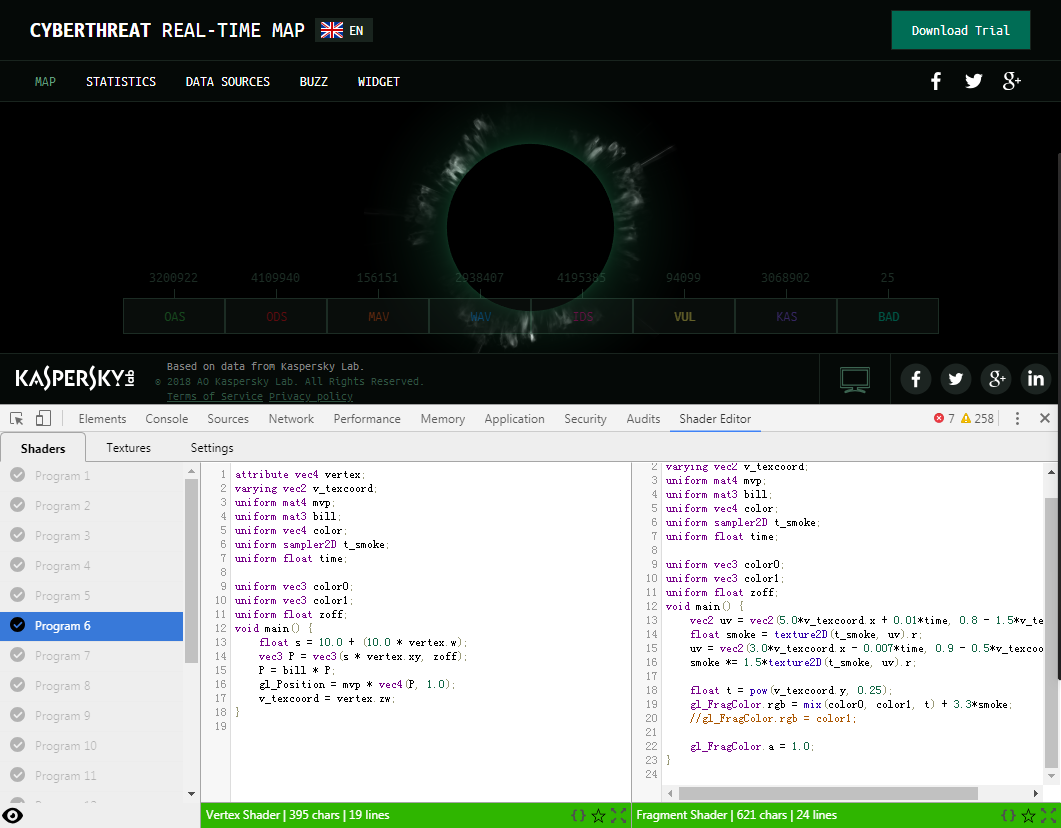 CYBERTHREAT REAL-TIME MAP EN
Download Trial
MAP STATISTICS DATA SOURCES BUZZ WIDGET
3200922 4109940 156151 2938407 4195385 94099 3068902 25
OAS ODS MAV WAV IDS VUL KAS BAD
KASPERSKY lab
Based on data from Kaspersky Lab.
© 2018 AO Kaspersky Lab. All Rights Reserved.
Terms of Service Privacy policy
Elements Console Sources Network Performance Memory Application Security Audits Shader Editor 7 258
Shaders Textures Settings
Program 1
Program 2
Program 3
Program 4
Program 5
Program 6
Program 7
Program 8
Program 9
Program 10
Program 11
1 attribute vec4 vertex;
2 varying vec2 v_texcoord;
3 uniform mat4 mvp;
4 uniform mat3 bill;
5 uniform vec4 color;
6 uniform sampler2D t_smoke;
7 uniform float time;
8
9 uniform vec3 color0;
10 uniform vec3 color1;
11 uniform float zoff;
12 void main() {
13 float s = 10.0 + (10.0 * vertex.w);
14 vec3 P = vec3(s * vertex.xy, zoff);
15 P = bill * P;
16 gl_Position = mvp * vec4(P, 1.0);
17 v_texcoord = vertex.zw;
18 }
19
2 varying vec2 v_texcoord;
3 uniform mat4 mvp;
4 uniform mat3 bill;
5 uniform vec4 color;
6 uniform sampler2D t_smoke;
7 uniform float time;
8
9 uniform vec3 color0;
10 uniform vec3 color1;
11 uniform float zoff;
12 void main() {
13 vec2 uv = vec2(5.0*v_texcoord.x + 0.01*time, 0.8 - 1.5*v_te
14 float smoke = texture2D(t_smoke, uv).r;
15 uv = vec2(3.0*v_texcoord.x - 0.007*time, 0.9 - 0.5*v_texcoo
16 smoke *= 1.5*texture2D(t_smoke, uv).r;
17
18 float t = pow(v_texcoord.y, 0.25);
19 gl_FragColor.rgb = mix(color0, color1, t) + 3.3*smoke;
20 //gl_FragColor.rgb = color1;
21
22 gl_FragColor.a = 1.0;
23 }
24
Vertex Shader | 395 chars | 19 lines
Fragment Shader | 621 chars | 24 lines